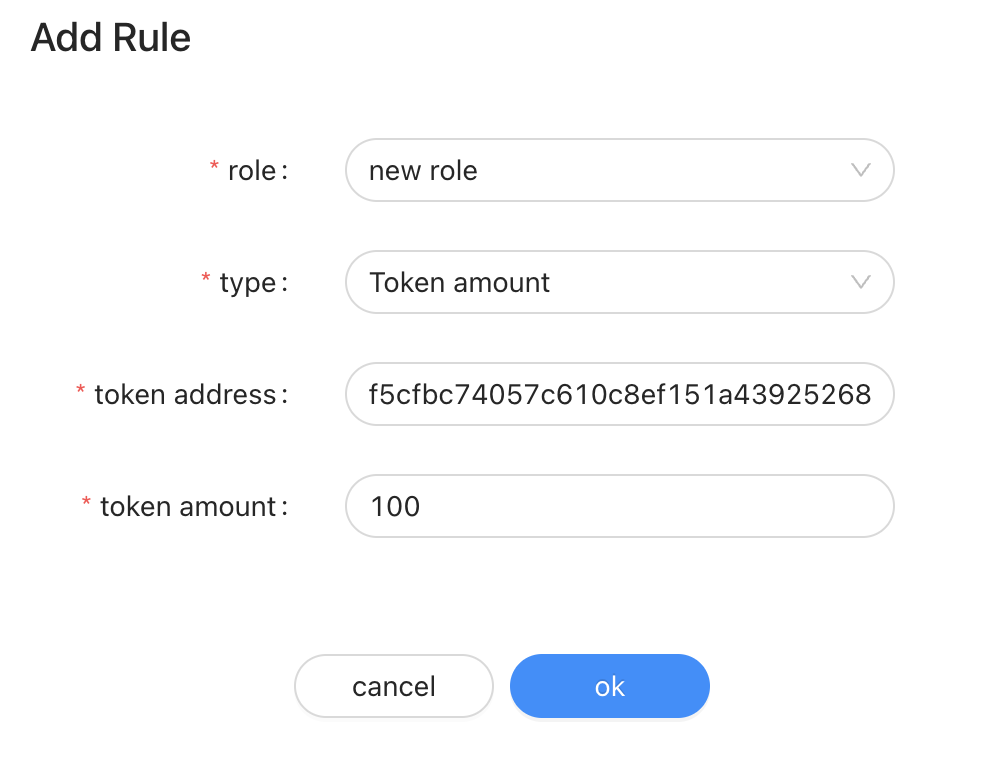 Add Rule
* role: new role
* type: Token amount
* token address: f5cfbc74057c610c8ef151a43925268
* token amount: 100
cancel ok